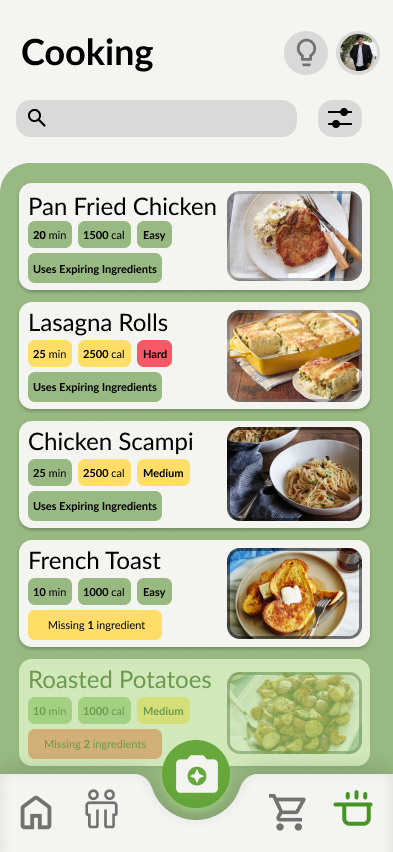 Cooking
Pan Fried Chicken
20 min 1500 cal Easy
Uses Expiring Ingredients
Lasagna Rolls
25 min 2500 cal Hard
Uses Expiring Ingredients
Chicken Scampi
25 min 2500 cal Medium
Uses Expiring Ingredients
French Toast
10 min 1000 cal Easy
Missing 1 ingredient
Roasted Potatoes
10 min 1000 cal Medium
Missing 2 ingredients